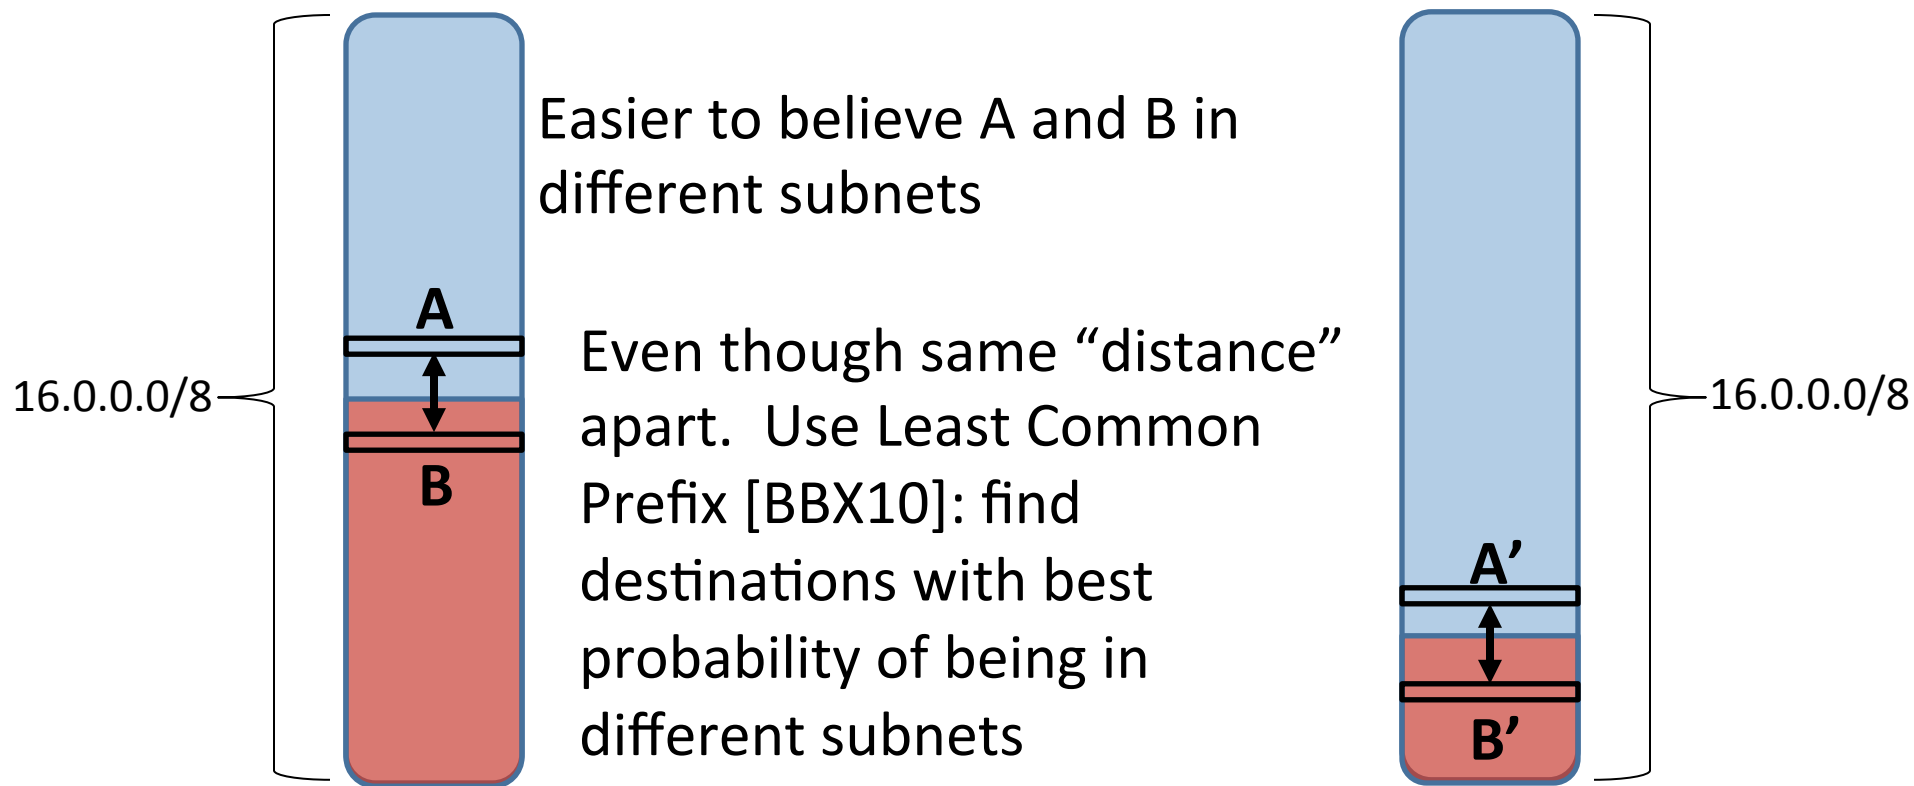 Easier to believe A and B in
different subnets
A
16.0.0.0/8
B
Even though same “distance”
apart.  Use Least Common
Prefix [BBX10]: find
destinations with best
probability of being in
different subnets
16.0.0.0/8
A’
B’